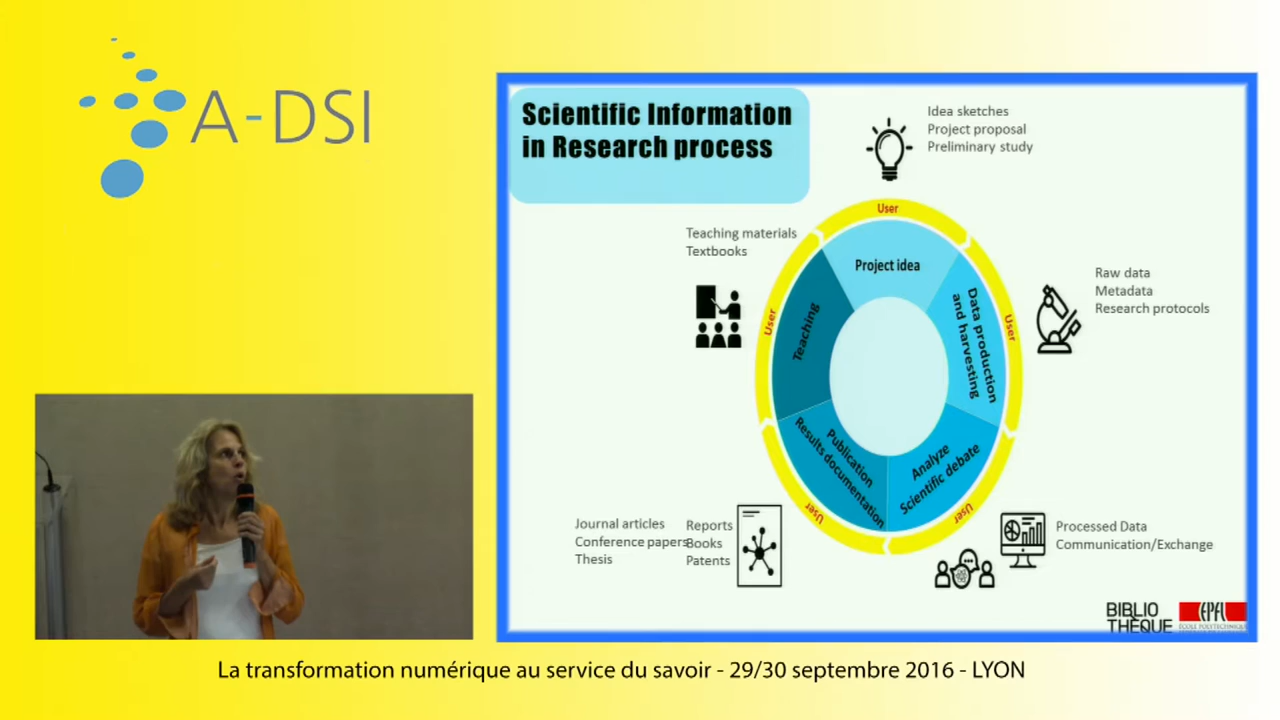 A-DSI
Scientific Information
in Research process
Idea sketches
Project proposal
Preliminary study
User
Project idea
Teaching materials
Textbooks
Raw data
Metadata
Research protocols
User
Data production
and harvesting
User
Teaching
Analyze
Scientific debate
User
Publication
Results documentation
User
Journal articles
Conference papers
Thesis
Reports
Books
Patents
Processed Data
Communication/Exchange
BIBLIO
THÈQUE
EPFL
ÉCOLE POLYTECHNIQUE
La transformation numérique au service du savoir - 29/30 septembre 2016 - LYON